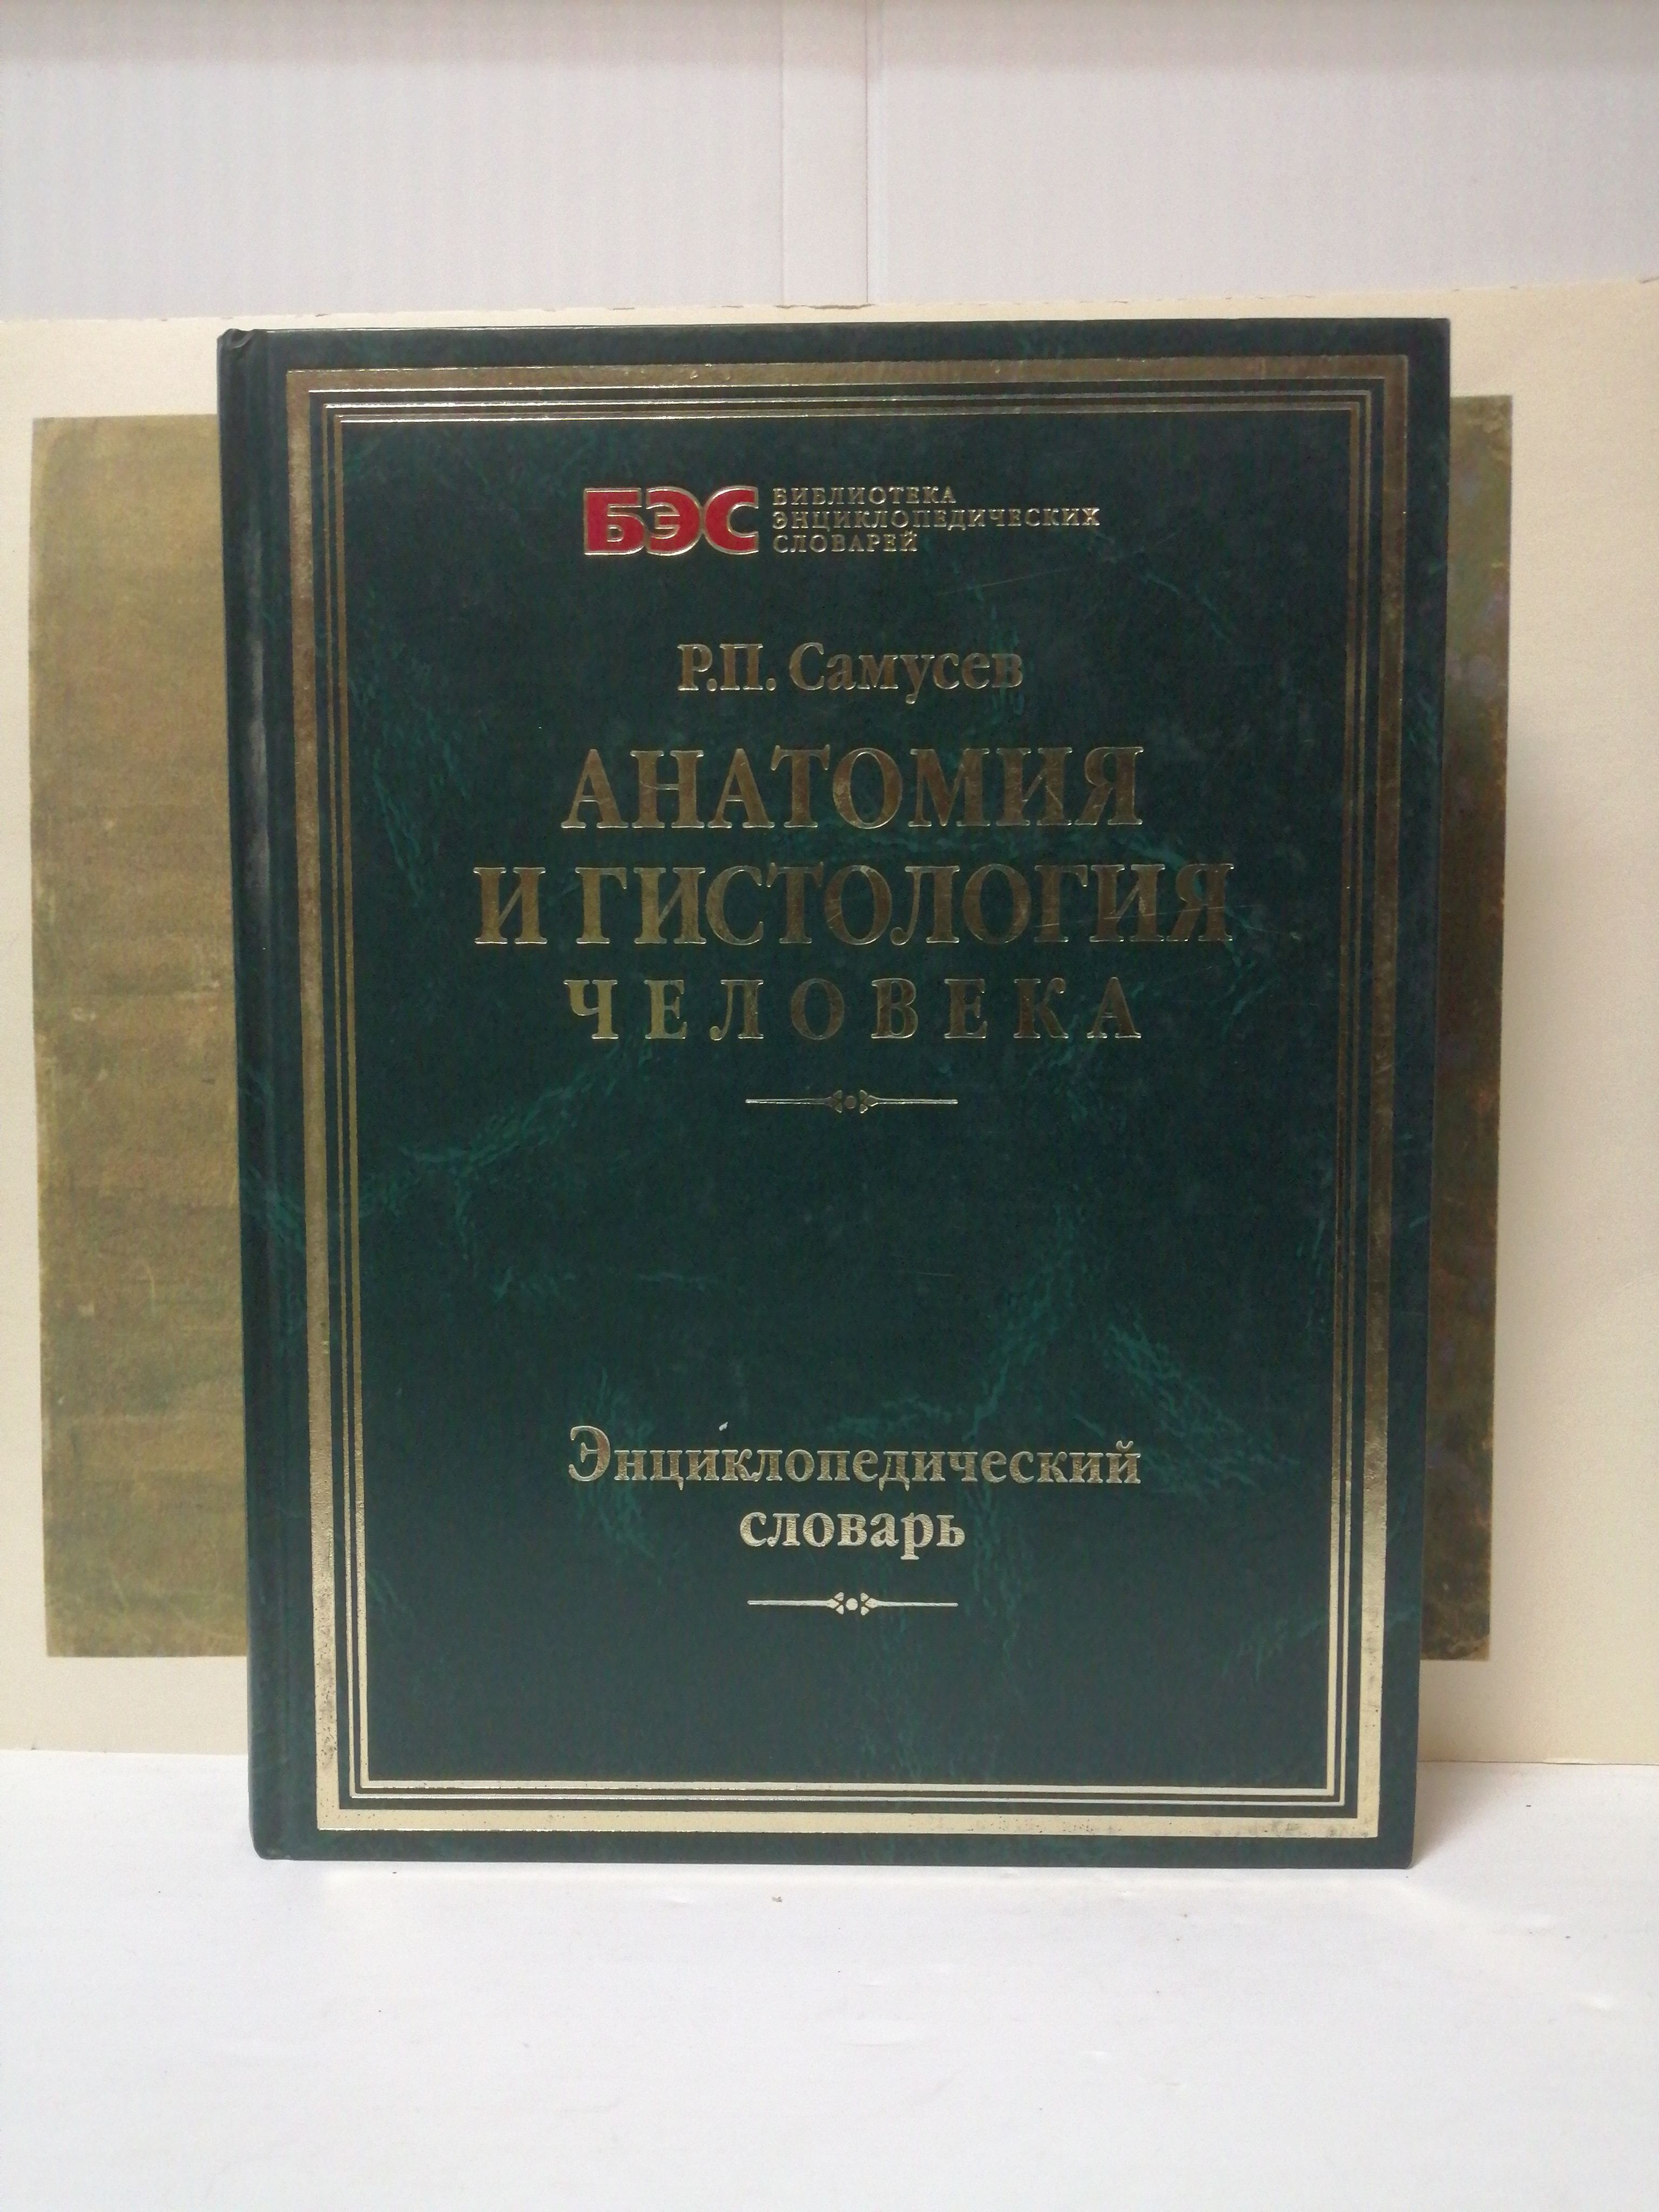 БЭС
БИБЛИОТЕКА
ЭНЦИКЛОПЕДИЧЕСКИХ
СЛОВАРЕЙ
Р.П. Самусев
АНАТОМИЯ
И ГИСТОЛОГИЯ
ЧЕЛОВЕКА
Энциклопедический
словарь